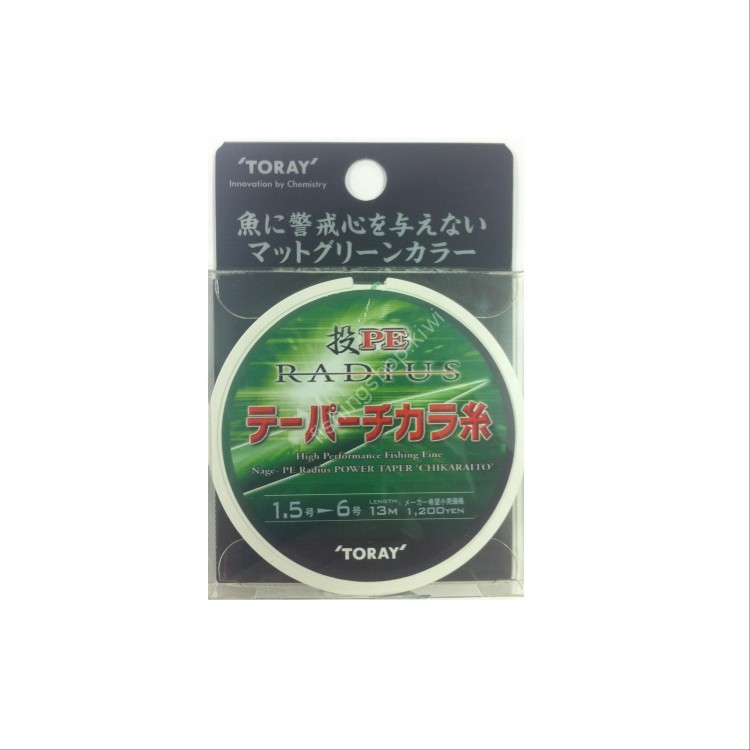 'TORAY'
Innovation by Chemistry
魚に警戒心を与えない
マットグリーンカラー
投PE
RADIUS
テーパーチカラ糸
High Performance Fishing Line
Nage- PE Radius POWER TAPER 'CHIKARAITO'
1.5号 6号 LENGTH 13M メーカー希望小売価格 1,200YEN
'TORAY'
fishingshop.kiwi